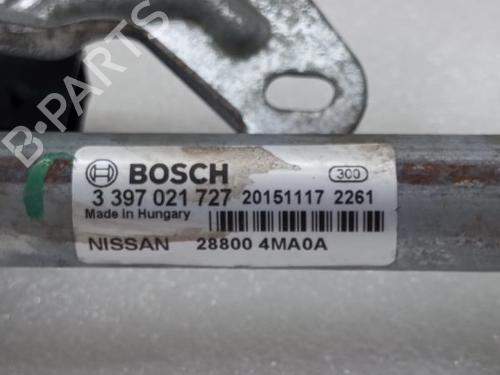 B-PARTS
BOSCH 300
3 397 021 727 20151117 2261
Made in Hungary
NISSAN 28800 4MA0A